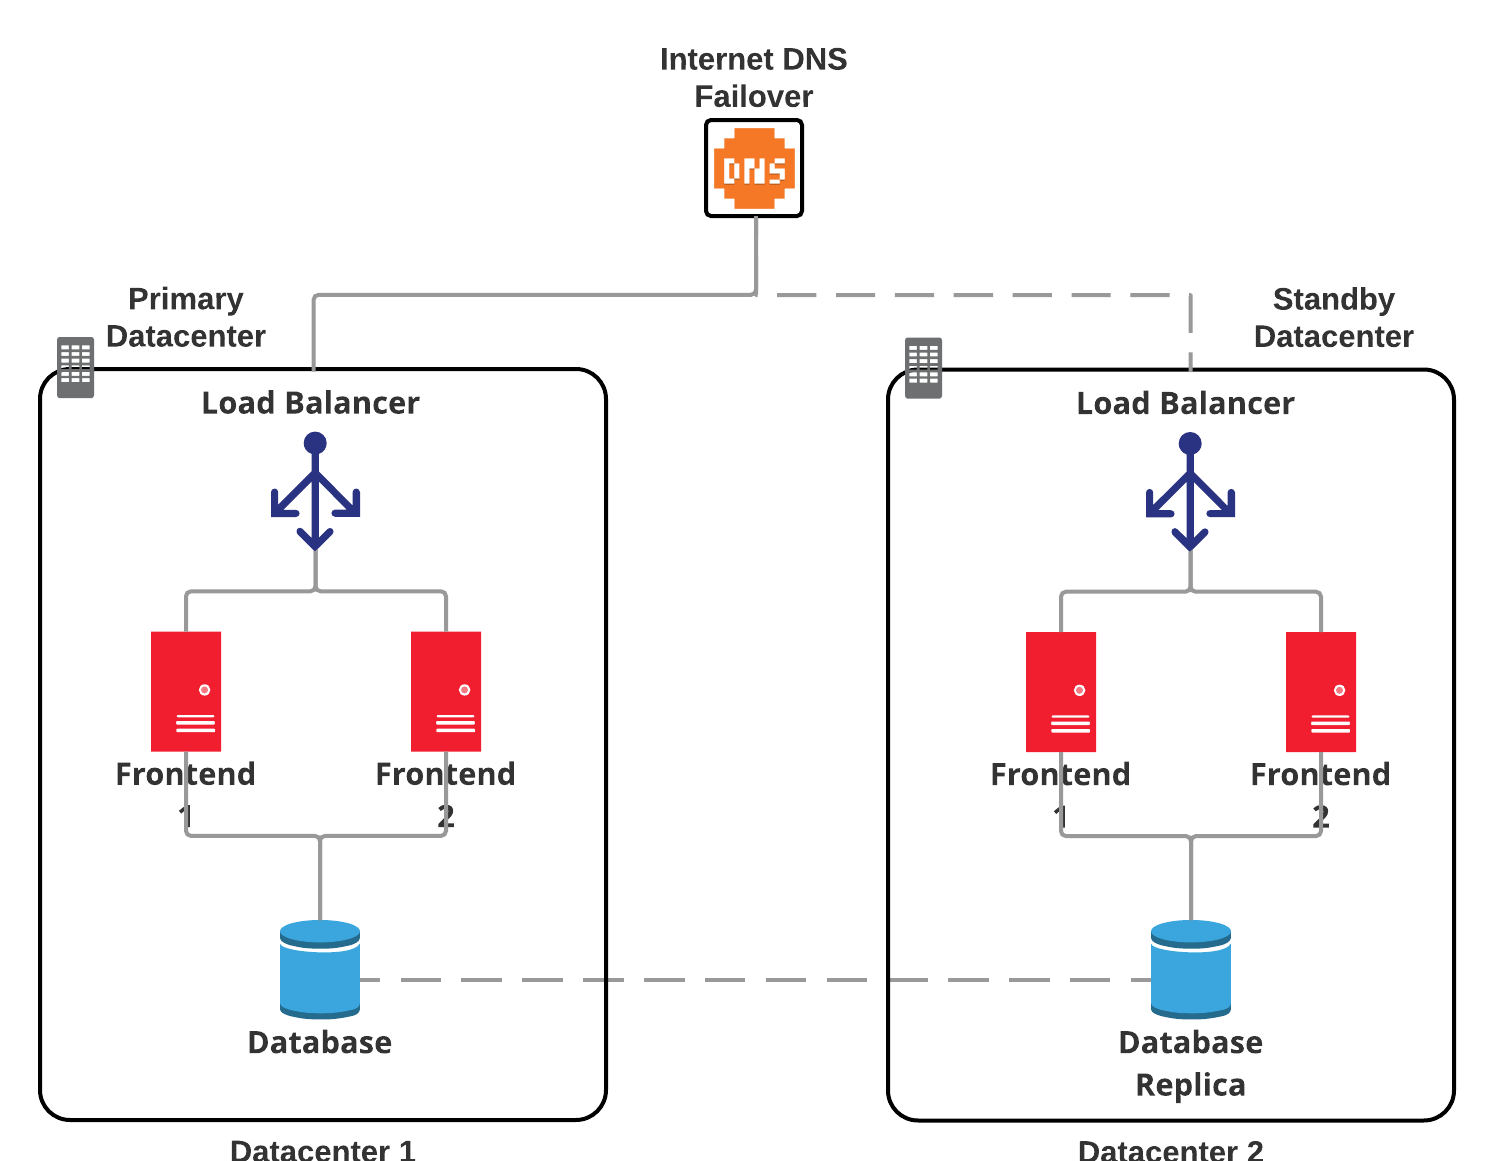 Internet DNS
Failover
DNS
Primary
Datacenter
Standby
Datacenter
Load Balancer
Load Balancer
Frontend
1
Frontend
2
Frontend
1
Frontend
2
Database
Database
Replica
Datacenter 1
Datacenter 2